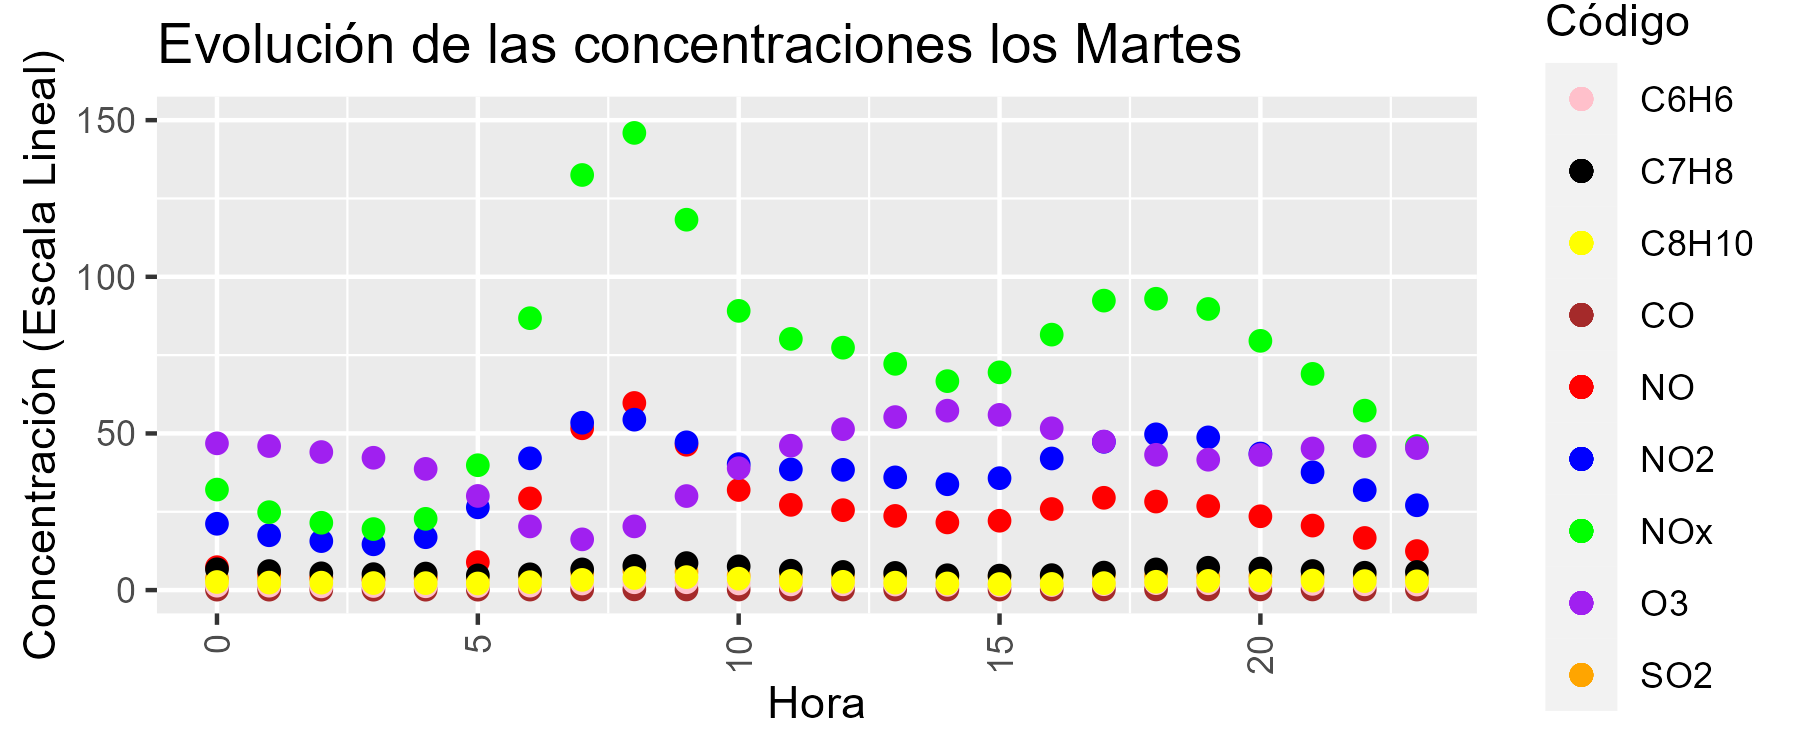 Evolución de las concentraciones los Martes
Concentración (Escala Lineal)
150
100
50
0
0
5
10
15
20
Hora
Código
C6H6
C7H8
C8H10
CO
NO
NO2
NOx
O3
SO2